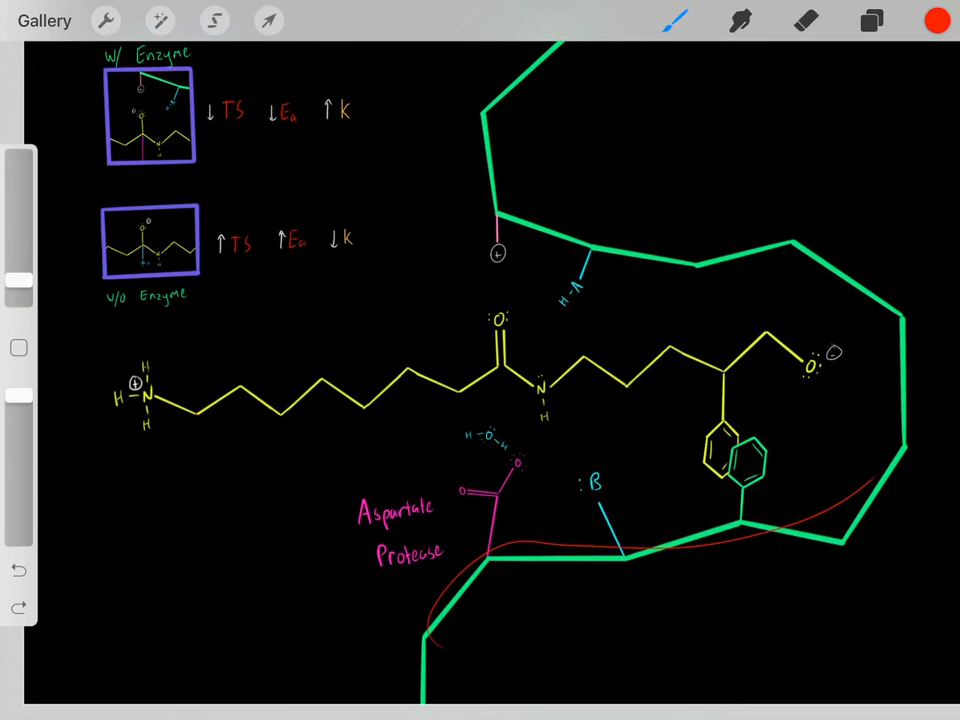 Gallery
W/ Enzyme
⊕
H-A
⊖
:O:
N
H
↓ TS ↓ Ea ↑ K
⊖
:O:
N
H
↑ TS ↑ Ea ↓ K
w/o Enzyme
⊕
H-A
:O:
H
⊕
H-N
H
N
H
:O: ⊖
H-O-H
O
O
:B
Aspartate
Protease